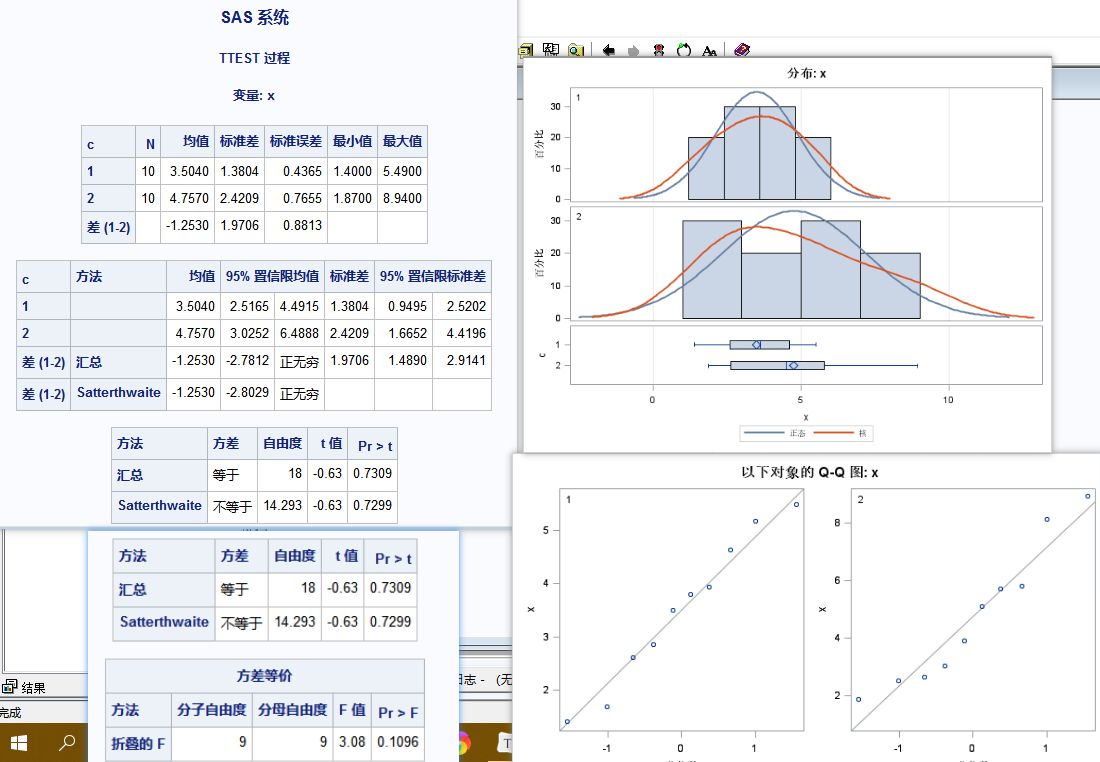 SAS 系统
TTEST 过程
变量: x
c N 均值 标准差 标准误差 最小值 最大值
1 10 3.5040 1.3804 0.4365 1.4000 5.4900
2 10 4.7570 2.4209 0.7655 1.8700 8.9400
差 (1-2) -1.2530 1.9706 0.8813
c 方法 均值 95% 置信限均值 标准差 95% 置信限标准差
1 3.5040 2.5165 4.4915 1.3804 0.9495 2.5202
2 4.7570 3.0252 6.4888 2.4209 1.6652 4.4196
差 (1-2) 汇总 -1.2530 -2.7812 正无穷 1.9706 1.4890 2.9141
差 (1-2) Satterthwaite -1.2530 -2.8029 正无穷
方法 方差 自由度 t 值 Pr > t
汇总 等于 18 -0.63 0.7309
Satterthwaite 不等于 14.293 -0.63 0.7299
方法 方差 自由度 t 值 Pr > t
汇总 等于 18 -0.63 0.7309
Satterthwaite 不等于 14.293 -0.63 0.7299
方差等价
方法 分子自由度 分母自由度 F 值 Pr > F
折叠的 F 9 9 3.08 0.1096
结果
完成
日志 - (无
分布: x
1
30
20
10
0
百分比
2
30
20
10
0
百分比
1
2
c
0 5 10
x
正态 核
以下对象的 Q-Q 图: x
1
5
4
3
2
x
-1 0 1
2
8
6
4
2
x
-1 0 1